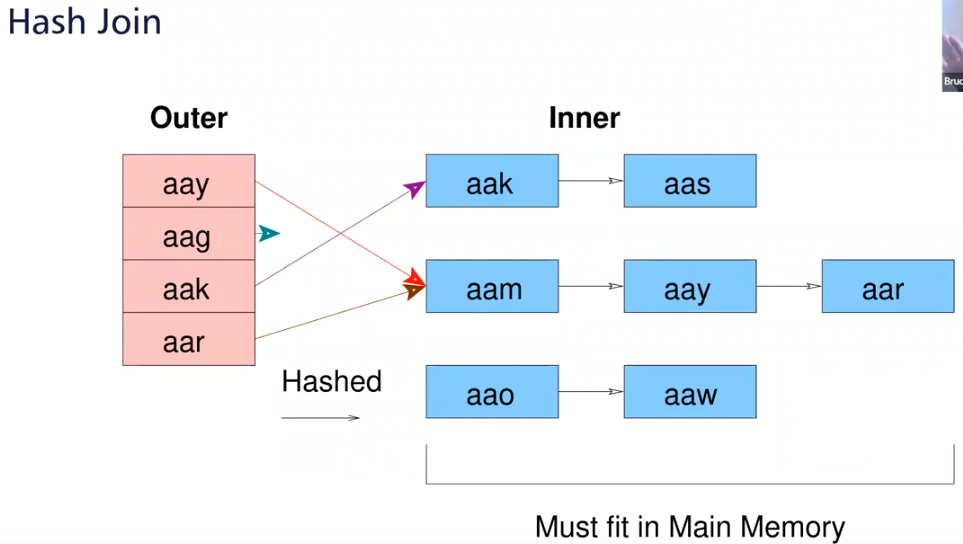 Hash Join
Bruc
Outer
Inner
aay
aag
aak
aar
aak
aas
aam
aay
aar
aao
aaw
Hashed
Must fit in Main Memory